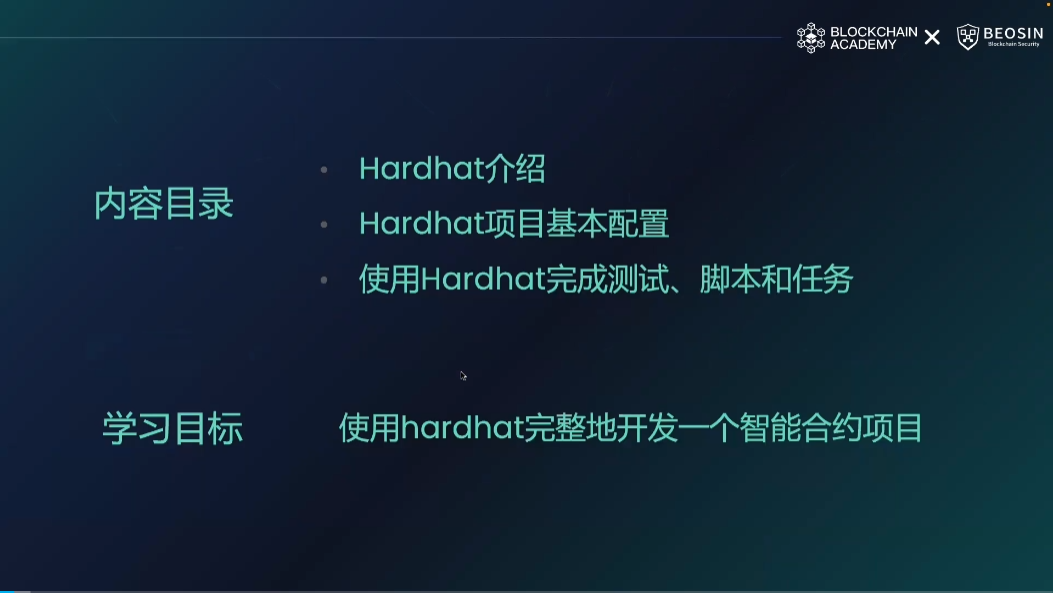 BLOCKCHAIN
ACADEMY
BEOSIN
Blockchain Security
内容目录
Hardhat介绍
Hardhat项目基本配置
使用Hardhat完成测试、脚本和任务
学习目标
使用hardhat完整地开发一个智能合约项目